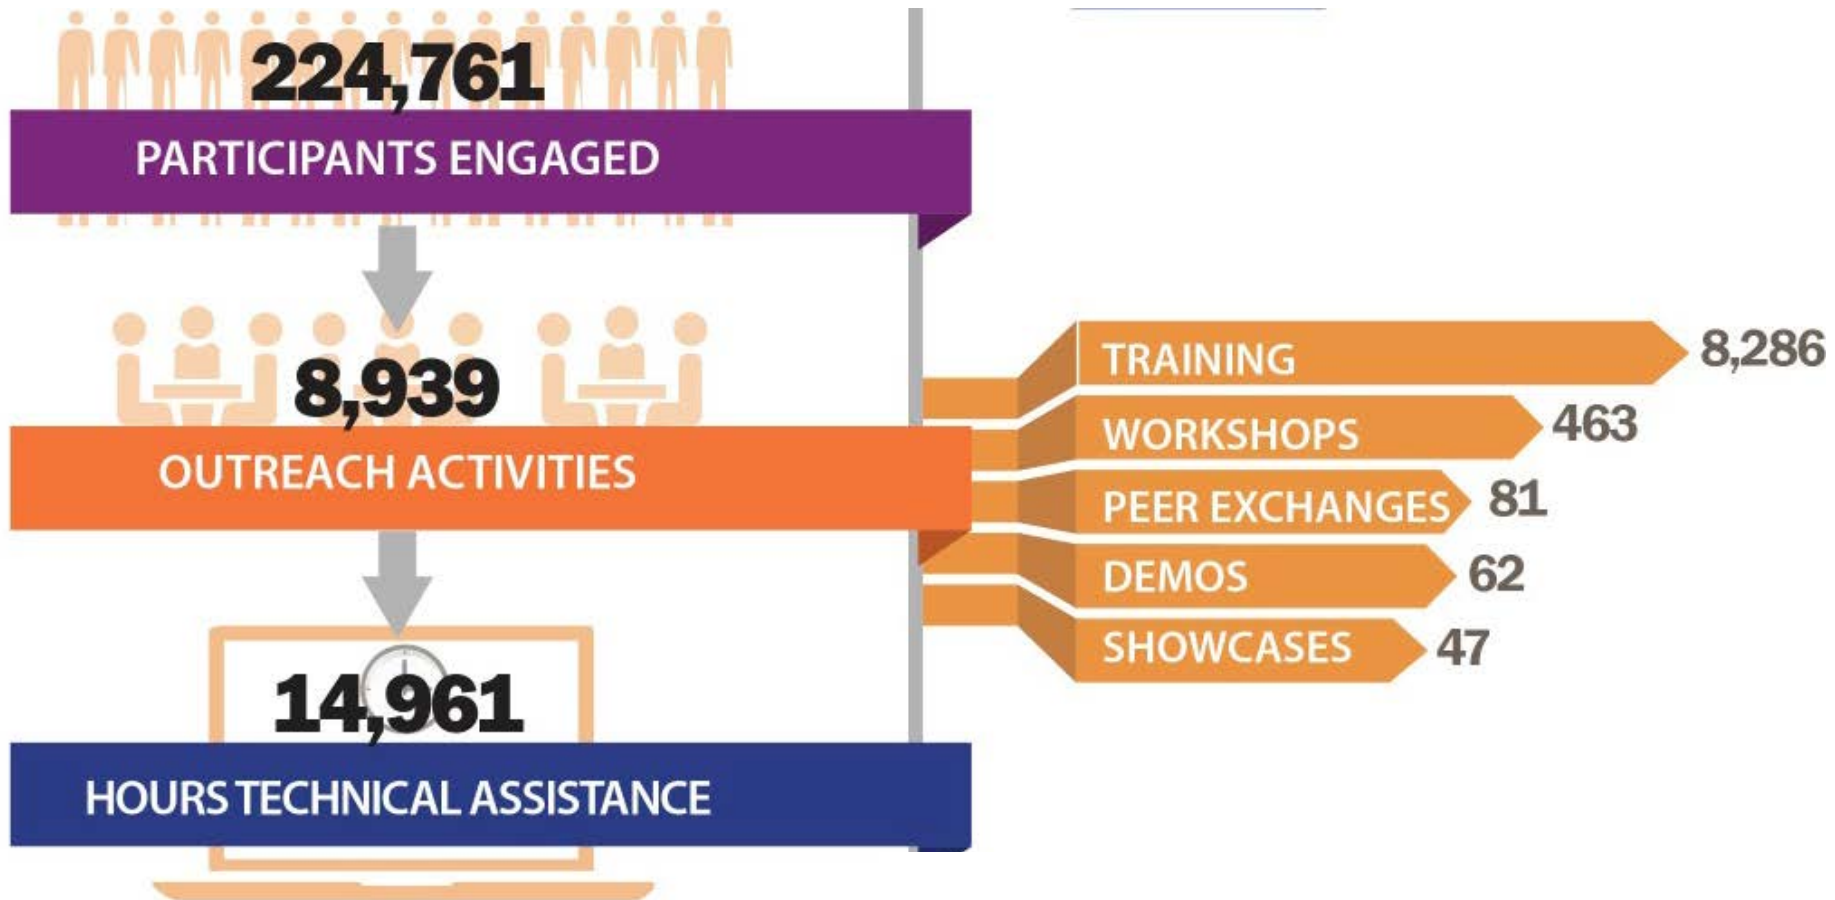 224,761
PARTICIPANTS ENGAGED
8,939
OUTREACH ACTIVITIES
TRAINING 8,286
WORKSHOPS 463
PEER EXCHANGES 81
DEMOS 62
SHOWCASES 47
14,961
HOURS TECHNICAL ASSISTANCE